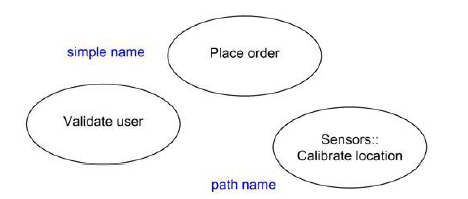 simple name
Place order
Validate user
Sensors::
Calibrate location
path name